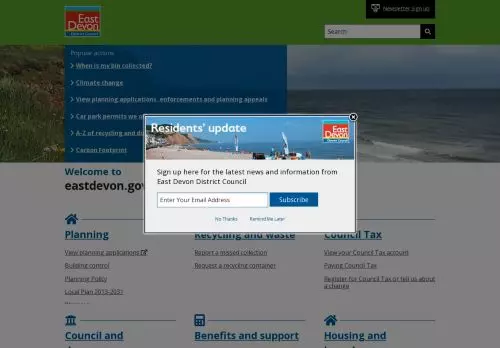 East
Devon
District Council
Newsletter sign up
Search
Popular actions
When is my bin collected?
Climate change
View planning applications, enforcements and planning appeals
Car park permits we o
A-Z of recycling and
Carbon Footprint
Residents' update
East
Devon
District Council
Sign up here for the latest news and information from
East Devon District Council
Enter Your Email Address
Subscribe
No Thanks
Remind Me Later
Welcome to
eastdevon.gov
Planning
View planning applications
Building control
Planning Policy
Local Plan 2013-2031
Recycling and waste
Report a missed collection
Request a recycling container
Council Tax
View your Council Tax account
Paying Council Tax
Register for Council Tax or tell us about
a change
Council and
Benefits and support
Housing and